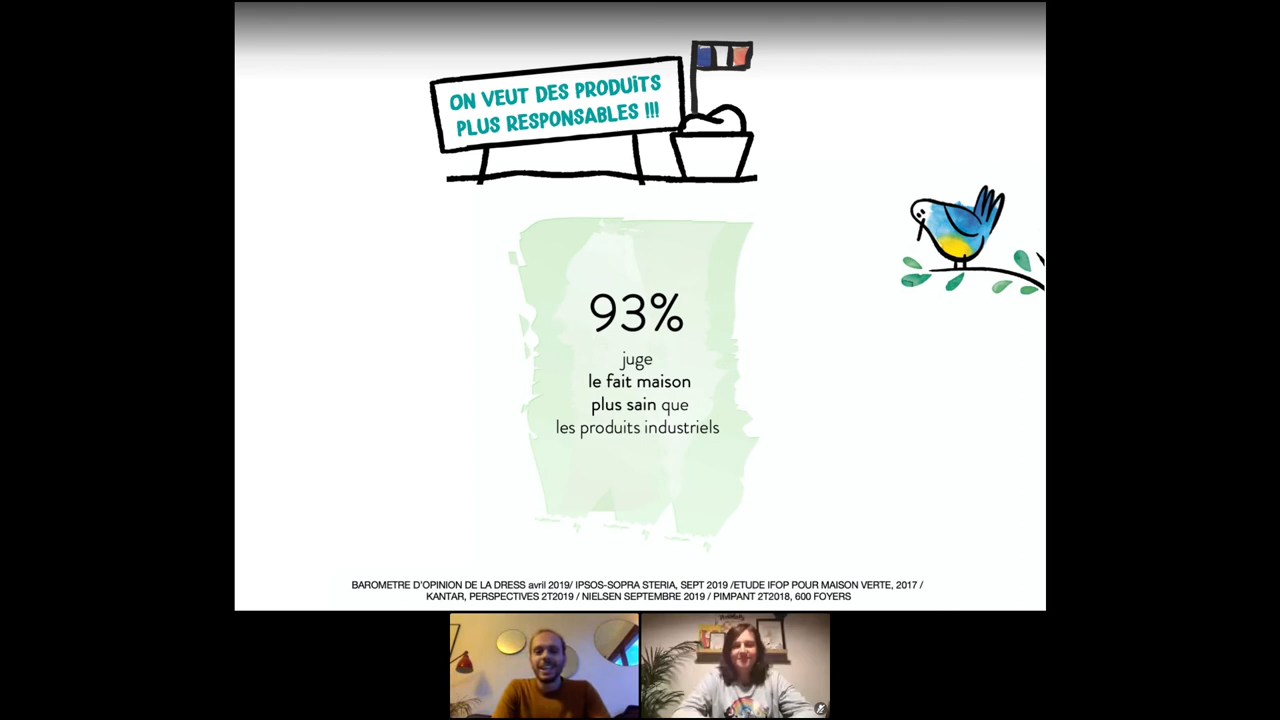 ON VEUT DES PRODUiTS
PLUS RESPONSABLES !!!
93%
juge
le fait maison
plus sain que
les produits industriels
BAROMETRE D'OPINION DE LA DRESS avril 2019/ IPSOS-SOPRA STERIA, SEPT 2019 /ETUDE IFOP POUR MAISON VERTE, 2017 /
KANTAR, PERSPECTIVES 2T2019 / NIELSEN SEPTEMBRE 2019 / PIMPANT 2T2018, 600 FOYERS